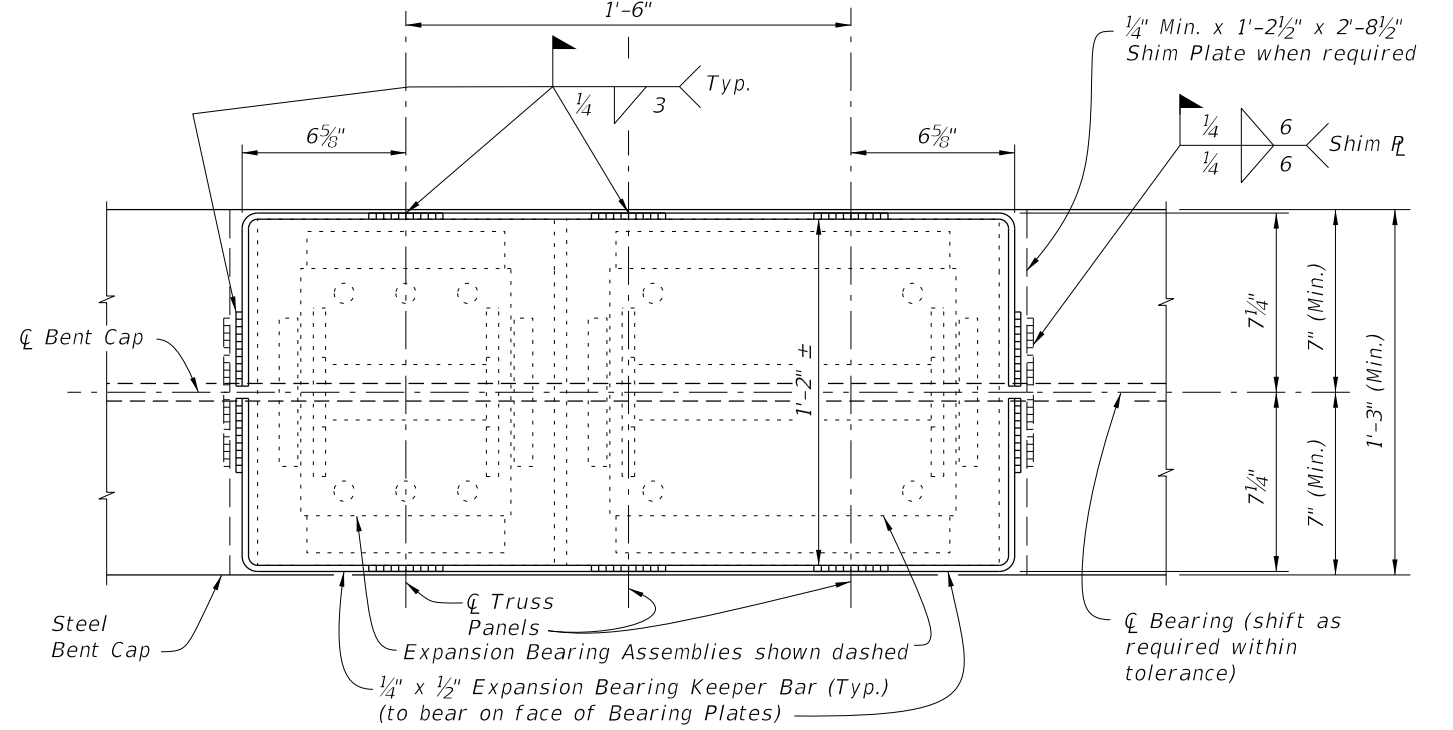 1'-6"
¼" Min. x 1'-2½" x 2'-8½"
Shim Plate when required
¼
3
Typ.
6⅝"
6⅝"
¼
6
¼
6
Shim ⅊
℄ Bent Cap
1'-2" ±
7¼"
7" (Min.)
1'-3" (Min.)
7¼"
7" (Min.)
Steel
Bent Cap
℄ Truss
Panels
Expansion Bearing Assemblies shown dashed
¼" x ½" Expansion Bearing Keeper Bar (Typ.)
(to bear on face of Bearing Plates)
℄ Bearing (shift as
required within
tolerance)